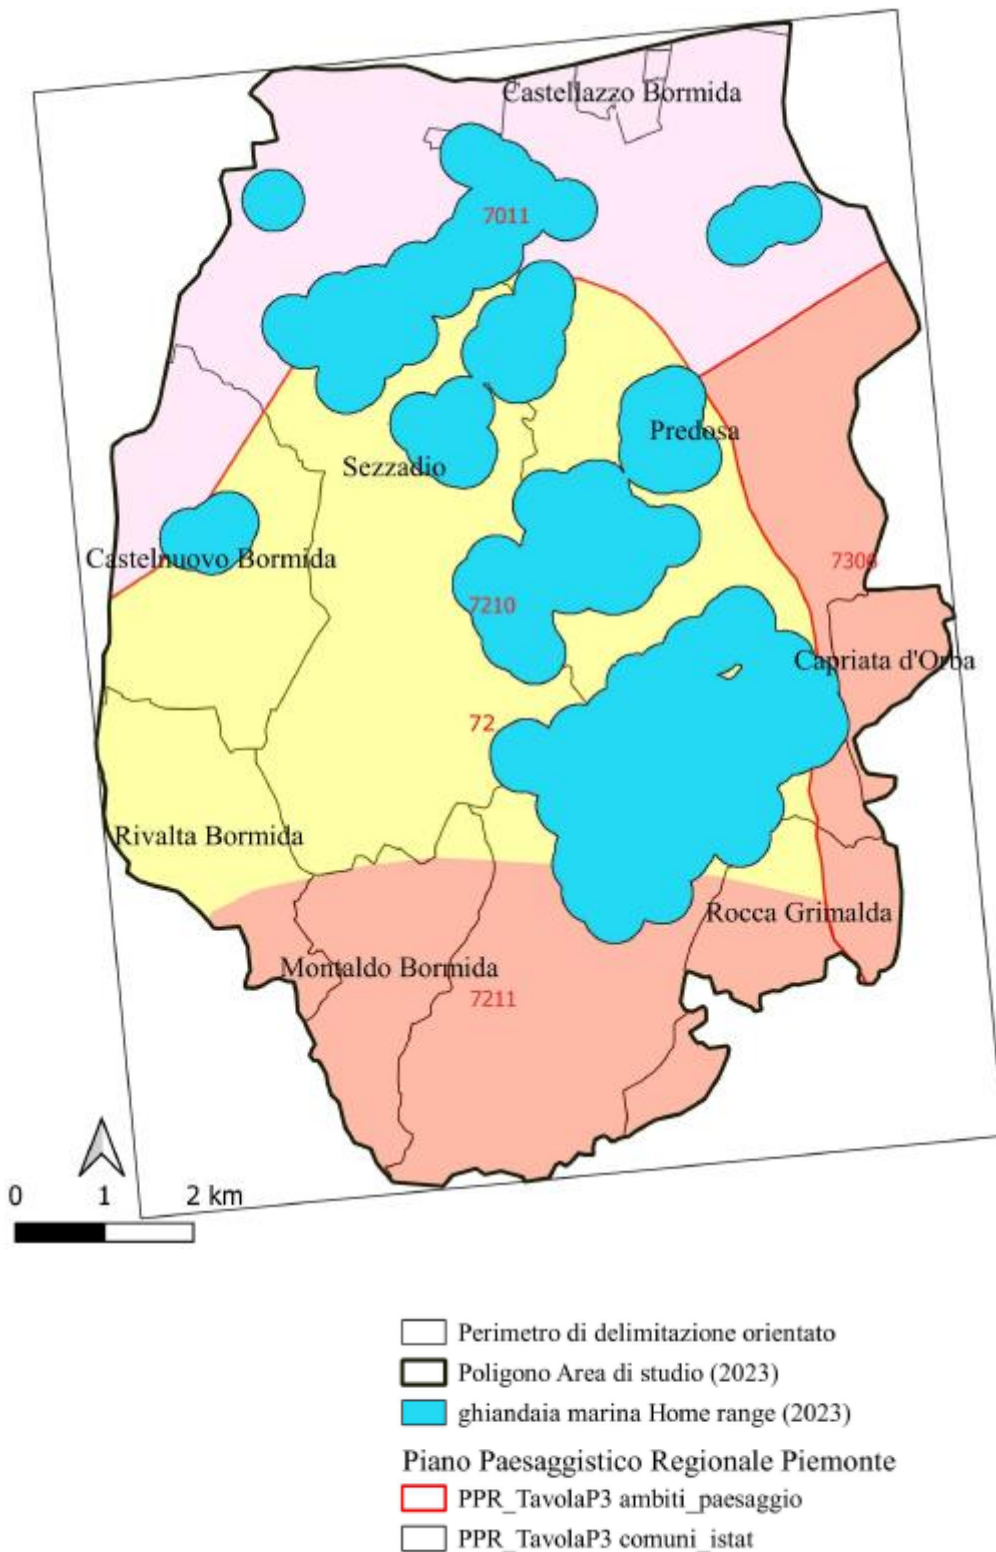 Castellazzo Bormida
7011
Predosa
Sezzadio
Castelnuovo Bormida
7306
7210
Capriata d'Orba
72
Rivalta Bormida
Rocca Grimalda
Montaldo Bormida
7211
0 1 2 km
Perimetro di delimitazione orientato
Poligono Area di studio (2023)
ghiandaia marina Home range (2023)
Piano Paesaggistico Regionale Piemonte
PPR_TavolaP3 ambiti_paesaggio
PPR_TavolaP3 comuni_istat